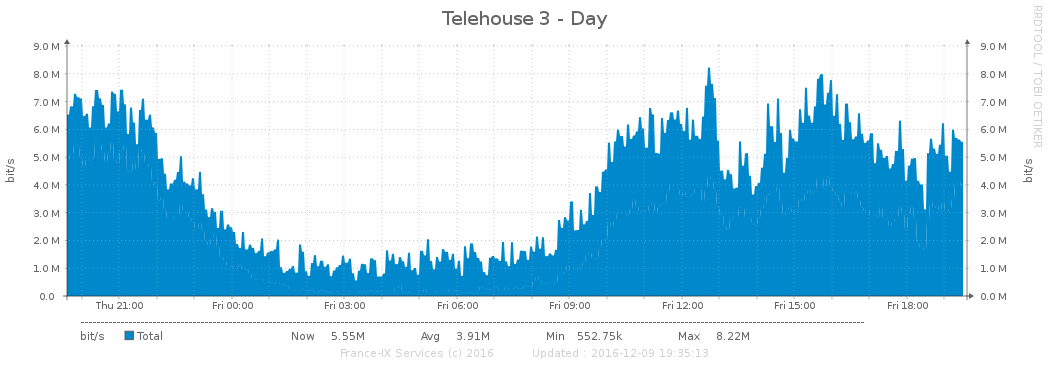 Telehouse 3 - Day
RRDTOOL / TOBI OETIKER
bit/s
9.0 M 9.0 M
8.0 M 8.0 M
7.0 M 7.0 M
6.0 M 6.0 M
5.0 M 5.0 M
4.0 M 4.0 M
3.0 M 3.0 M
2.0 M 2.0 M
1.0 M 1.0 M
0.0 0.0 M
bit/s
Thu 21:00 Fri 00:00 Fri 03:00 Fri 06:00 Fri 09:00 Fri 12:00 Fri 15:00 Fri 18:00
bit/s Total Now 5.55M Avg 3.91M Min 552.75k Max 8.22M
France-IX Services (c) 2016 Updated : 2016-12-09 19:35:13